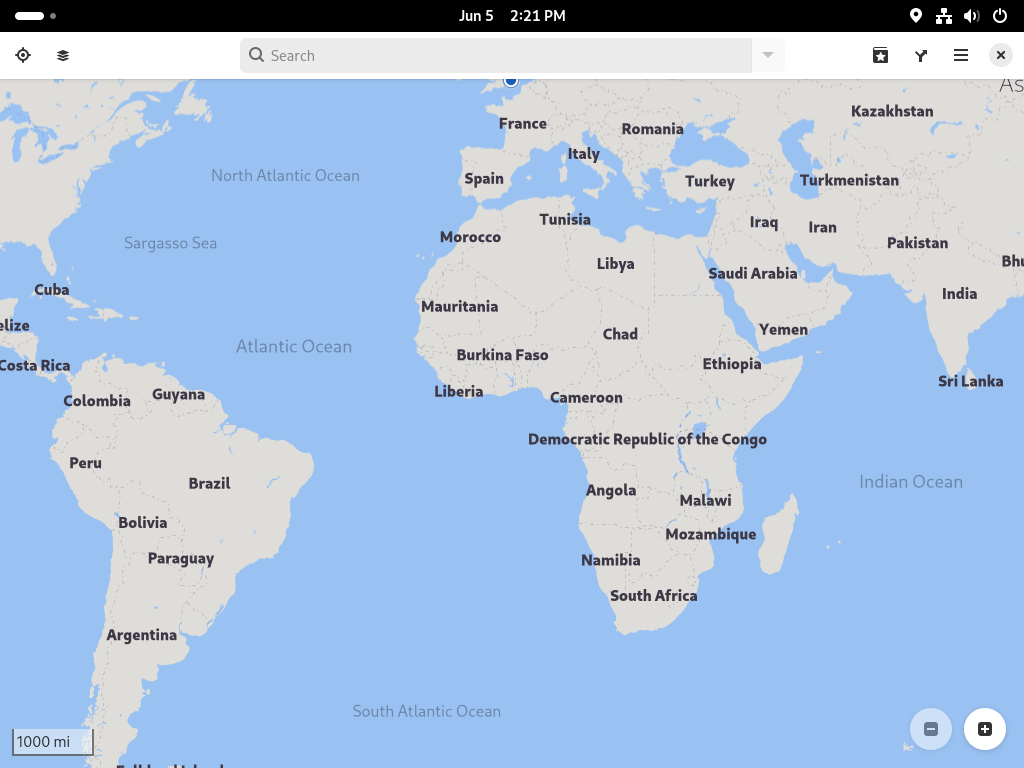 Jun 5 2:21 PM
Search
As
Kazakhstan
France
Romania
Italy
North Atlantic Ocean
Spain
Turkey
Turkmenistan
Tunisia
Iraq
Iran
Morocco
Sargasso Sea
Pakistan
Libya
Bhu
Saudi Arabia
Cuba
India
Mauritania
elize
Yemen
Chad
Atlantic Ocean
Burkina Faso
Costa Rica
Ethiopia
Sri Lanka
Guyana
Liberia
Colombia
Cameroon
Democratic Republic of the Congo
Peru
Brazil
Indian Ocean
Angola
Malawi
Bolivia
Mozambique
Paraguay
Namibia
South Africa
Argentina
South Atlantic Ocean
1000 mi